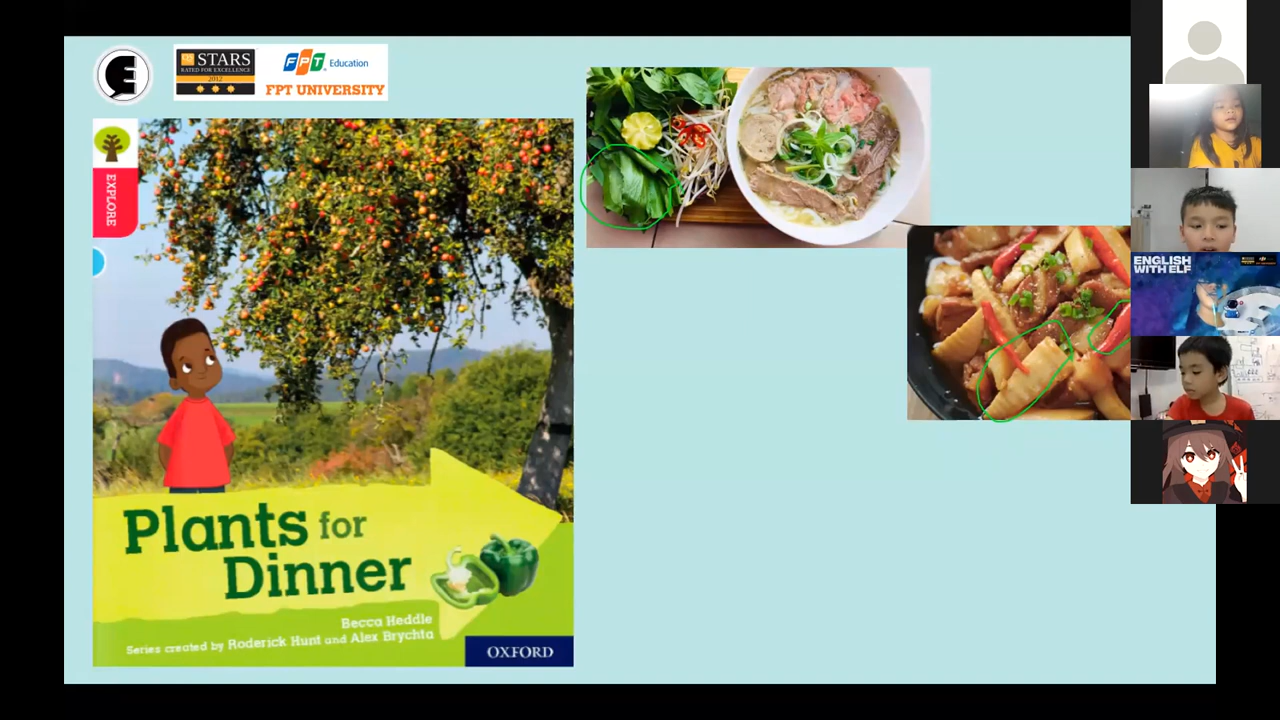 STARS
RATED FOR EXCELLENCE
2012
FPT Education
FPT UNIVERSITY
EXPLORE
Plants for
Dinner
Becca Heddle
Series created by Roderick Hunt and Alex Brychta
OXFORD
ENGLISH
WITH ELF